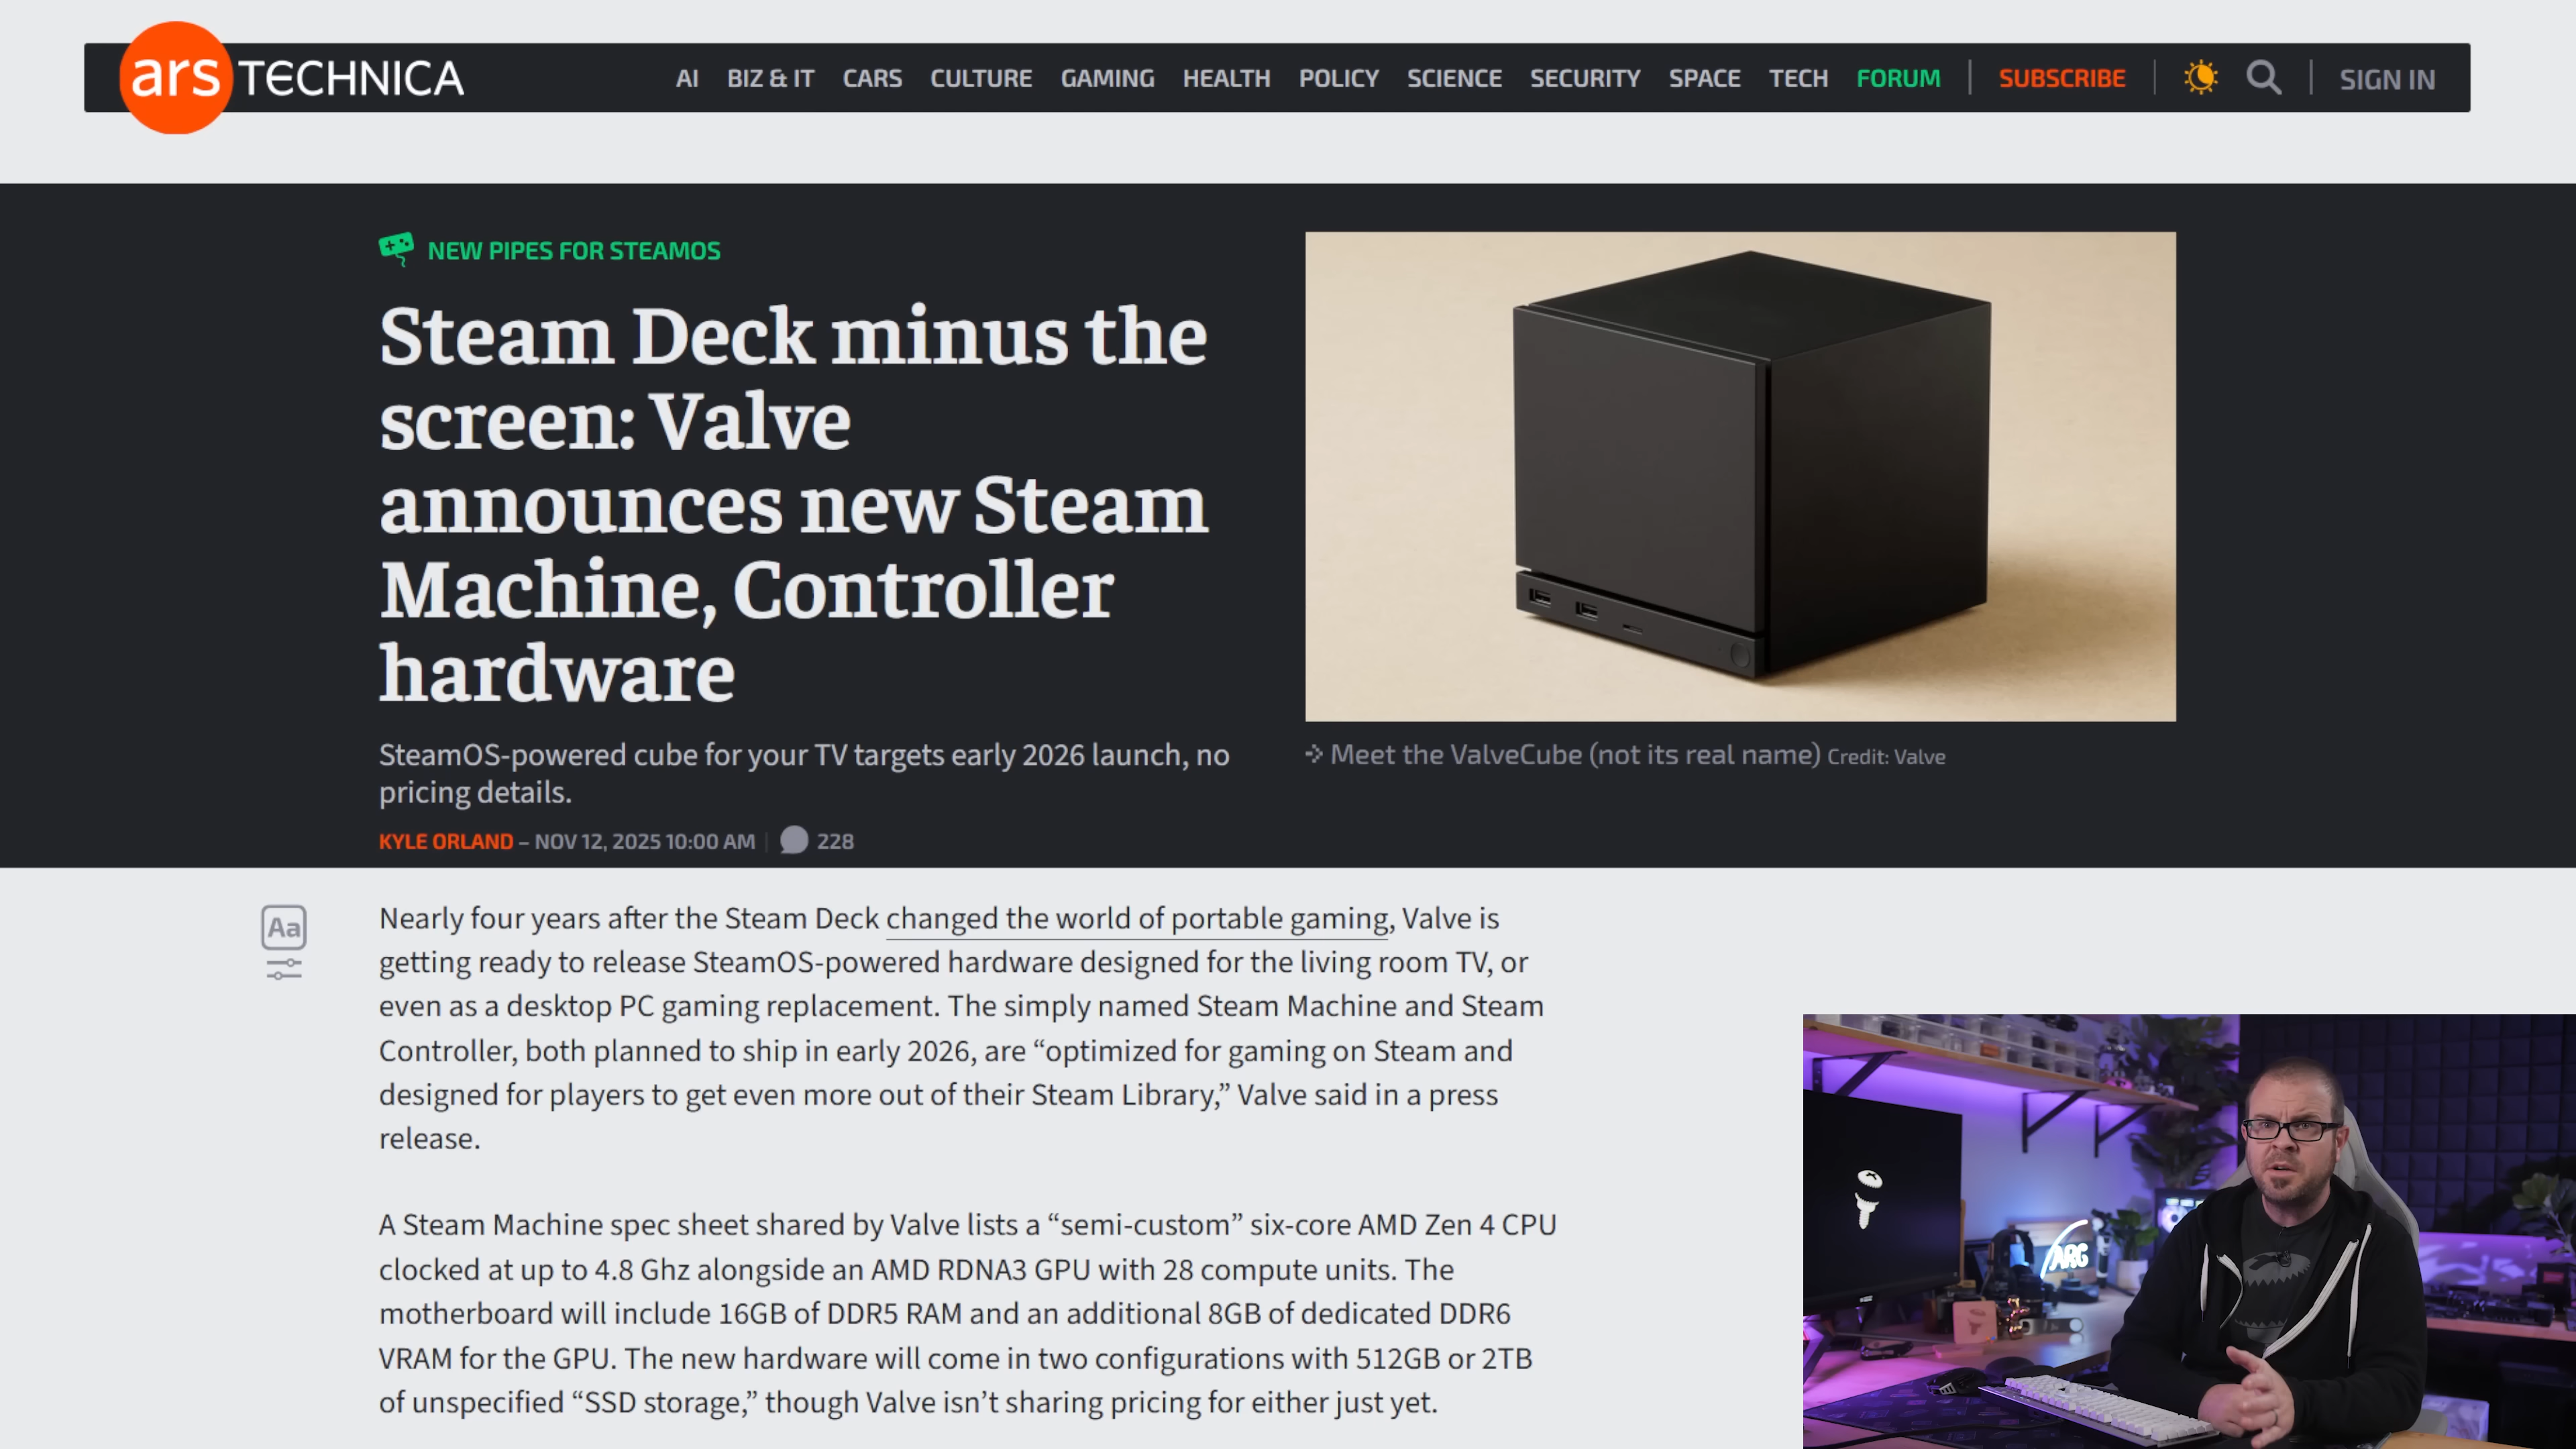 ars TECHNICA
AI BIZ & IT CARS CULTURE GAMING HEALTH POLICY SCIENCE SECURITY SPACE TECH FORUM SUBSCRIBE SIGN IN
NEW PIPES FOR STEAMOS
Steam Deck minus the
screen: Valve
announces new Steam
Machine, Controller
hardware
SteamOS-powered cube for your TV targets early 2026 launch, no
pricing details.
KYLE ORLAND – NOV 12, 2025 10:00 AM 228
Meet the ValveCube (not its real name) Credit: Valve
Aa
Nearly four years after the Steam Deck changed the world of portable gaming, Valve is
getting ready to release SteamOS-powered hardware designed for the living room TV, or
even as a desktop PC gaming replacement. The simply named Steam Machine and Steam
Controller, both planned to ship in early 2026, are “optimized for gaming on Steam and
designed for players to get even more out of their Steam Library,” Valve said in a press
release.
A Steam Machine spec sheet shared by Valve lists a “semi-custom” six-core AMD Zen 4 CPU
clocked at up to 4.8 Ghz alongside an AMD RDNA3 GPU with 28 compute units. The
motherboard will include 16GB of DDR5 RAM and an additional 8GB of dedicated DDR6
VRAM for the GPU. The new hardware will come in two configurations with 512GB or 2TB
of unspecified “SSD storage,” though Valve isn’t sharing pricing for either just yet.
ARG